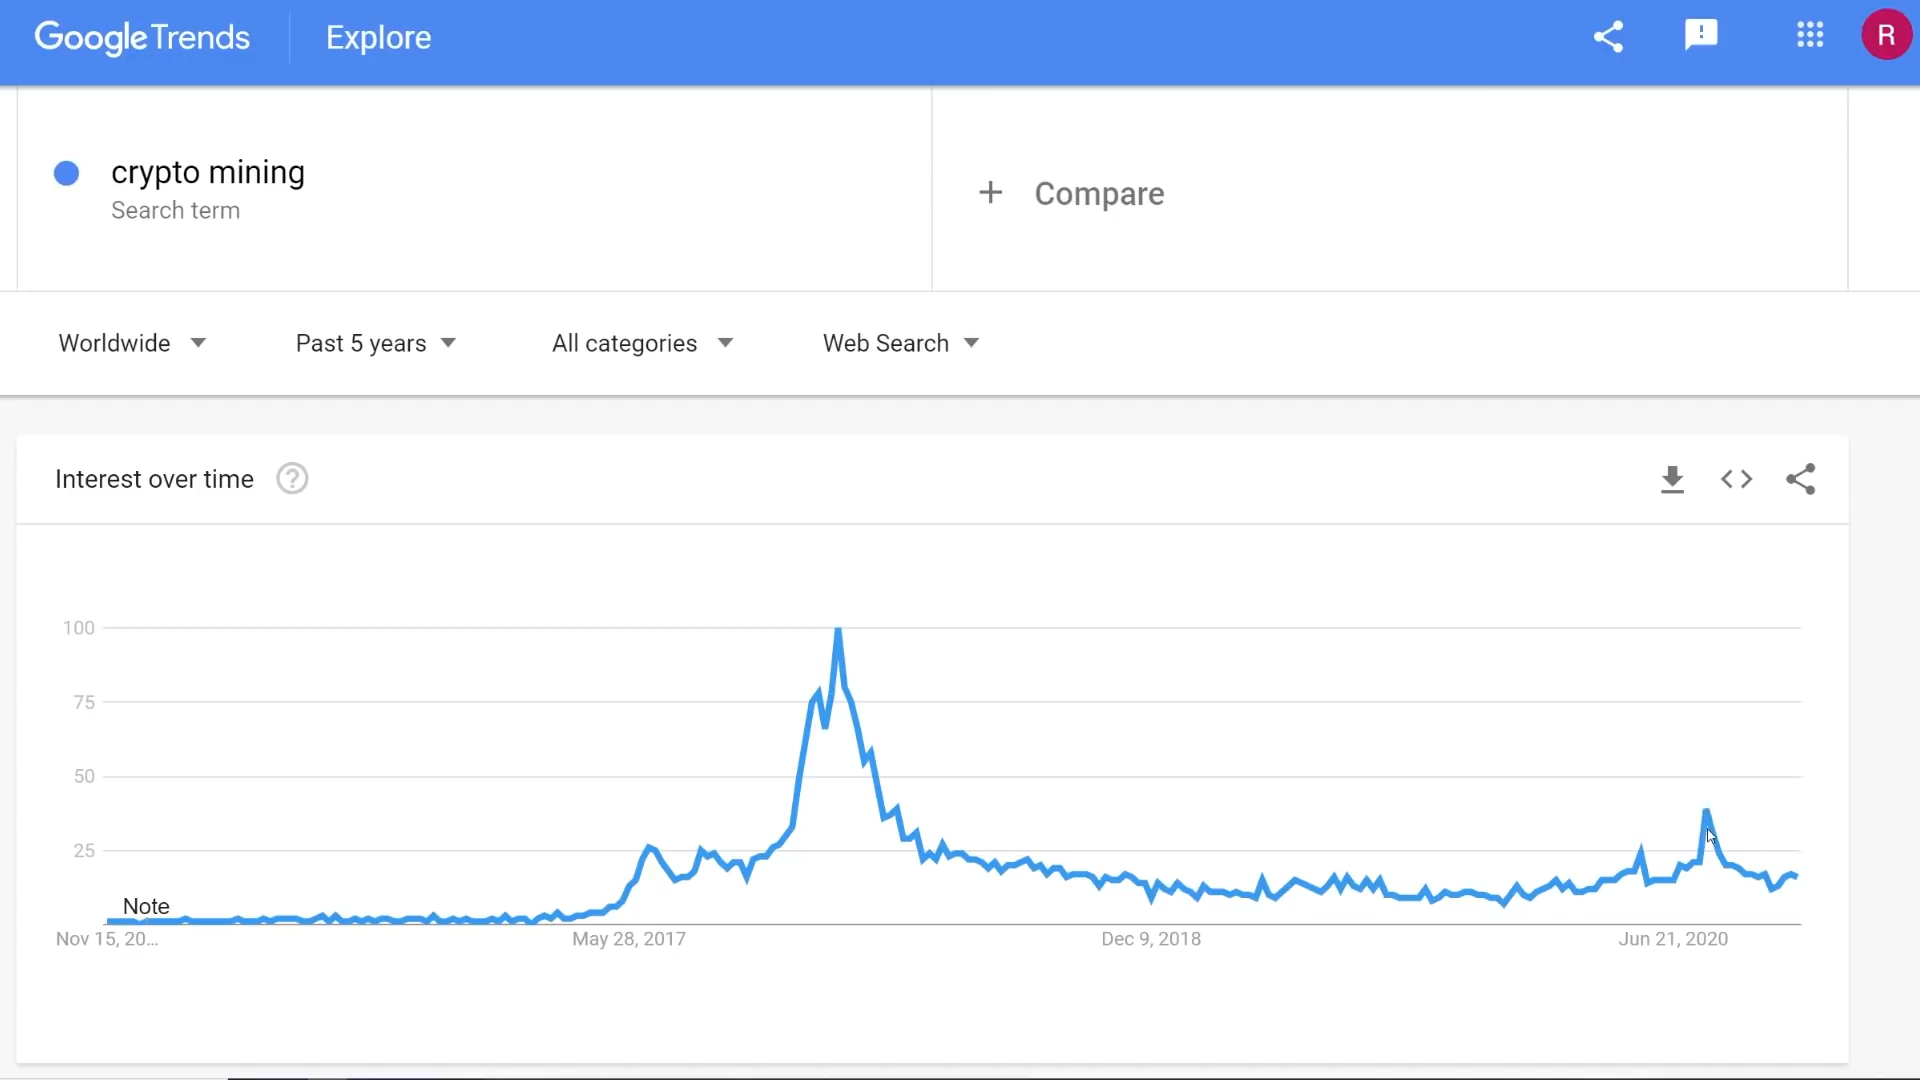 Google Trends Explore R
crypto mining
Search term
+ Compare
Worldwide Past 5 years All categories Web Search
Interest over time ?
100
75
50
25
Note
Nov 15, 20... May 28, 2017 Dec 9, 2018 Jun 21, 2020